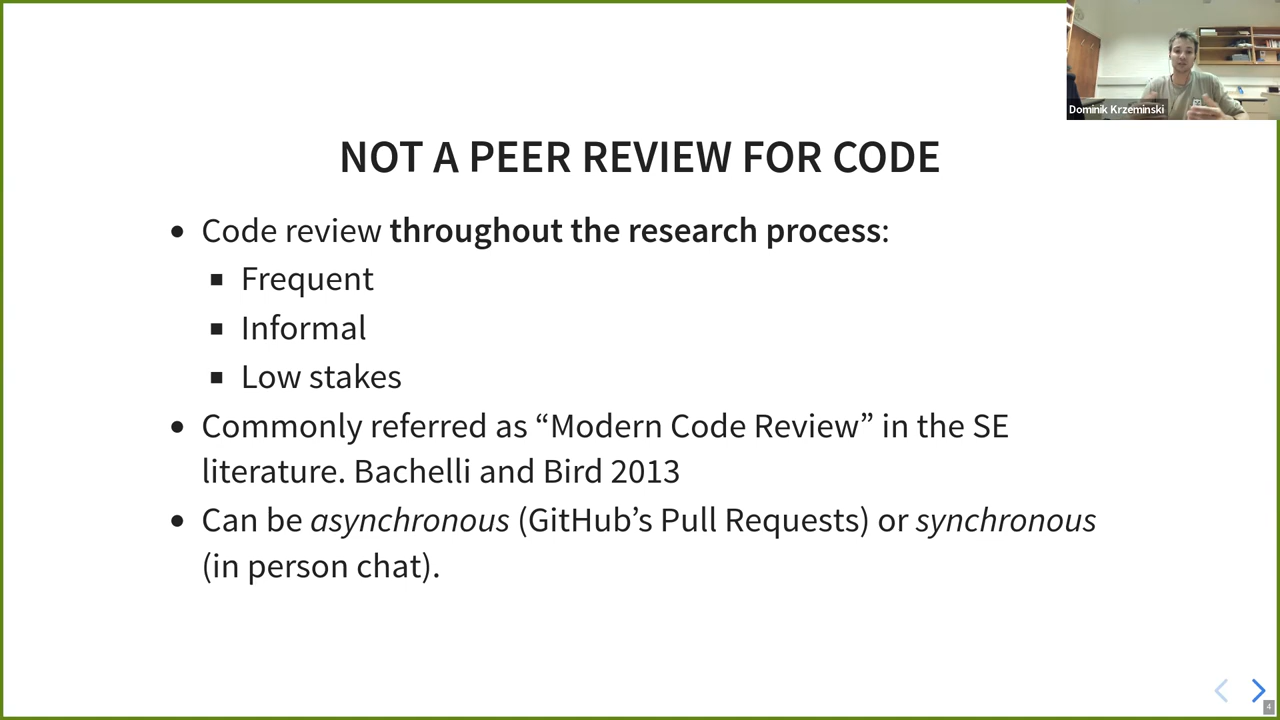 Dominik Krzeminski
NOT A PEER REVIEW FOR CODE
Code review throughout the research process:
Frequent
Informal
Low stakes
Commonly referred as “Modern Code Review” in the SE
literature. Bachelli and Bird 2013
Can be asynchronous (GitHub’s Pull Requests) or synchronous
(in person chat).
4